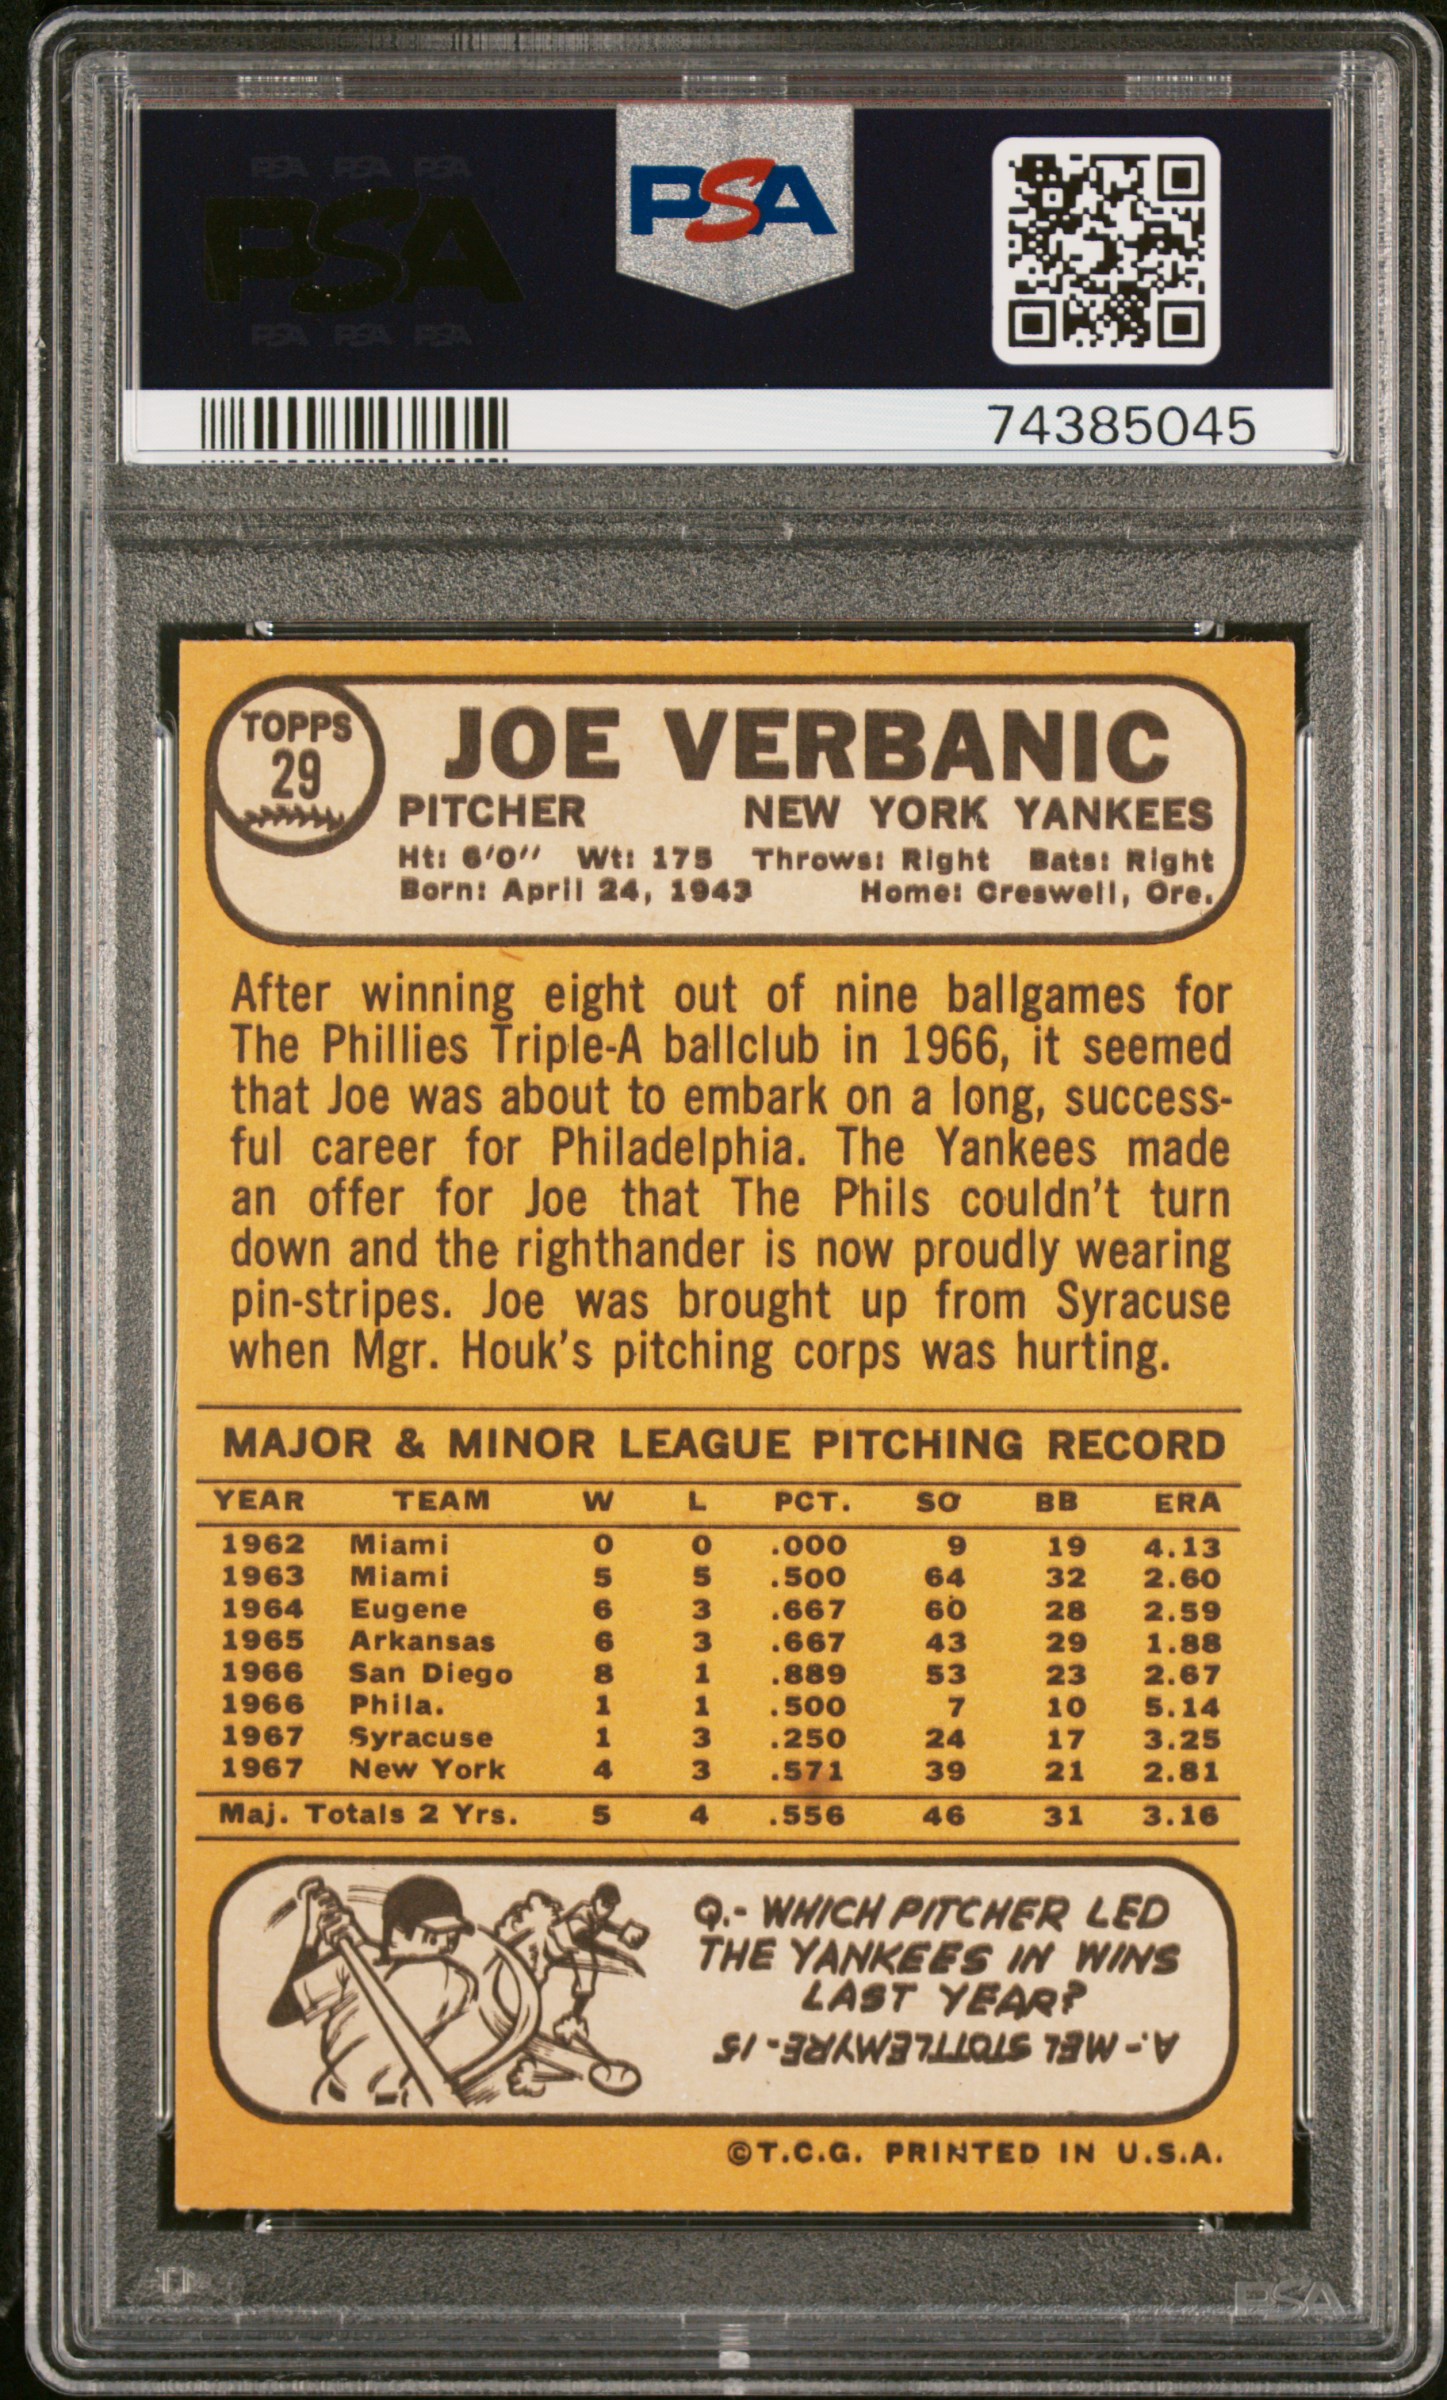 PSA PSA PSA
PSA
PSA PSA PSA
PSA
74385045
TOPPS
29
JOE VERBANIC
PITCHER NEW YORK YANKEES
Ht: 6'0" Wt: 175 Throws: Right Bats: Right
Born: April 24, 1943 Home: Creswell, Ore.
After winning eight out of nine ballgames for
The Phillies Triple-A ballclub in 1966, it seemed
that Joe was about to embark on a long, success-
ful career for Philadelphia. The Yankees made
an offer for Joe that The Phils couldn't turn
down and the righthander is now proudly wearing
pin-stripes. Joe was brought up from Syracuse
when Mgr. Houk's pitching corps was hurting.
MAJOR & MINOR LEAGUE PITCHING RECORD
YEAR TEAM W L PCT. SO BB ERA
1962 Miami 0 0 .000 9 19 4.13
1963 Miami 5 5 .500 64 32 2.60
1964 Eugene 6 3 .667 60 28 2.59
1965 Arkansas 6 3 .667 43 29 1.88
1966 San Diego 8 1 .889 53 23 2.67
1966 Phila. 1 1 .500 7 10 5.14
1967 Syracuse 1 3 .250 24 17 3.25
1967 New York 4 3 .571 39 21 2.81
Maj. Totals 2 Yrs. 5 4 .556 46 31 3.16
Q.- WHICH PITCHER LED
THE YANKEES IN WINS
LAST YEAR?
A.- MEL STOTTLEMYRE - 15
©T.C.G. PRINTED IN U.S.A.
PSA